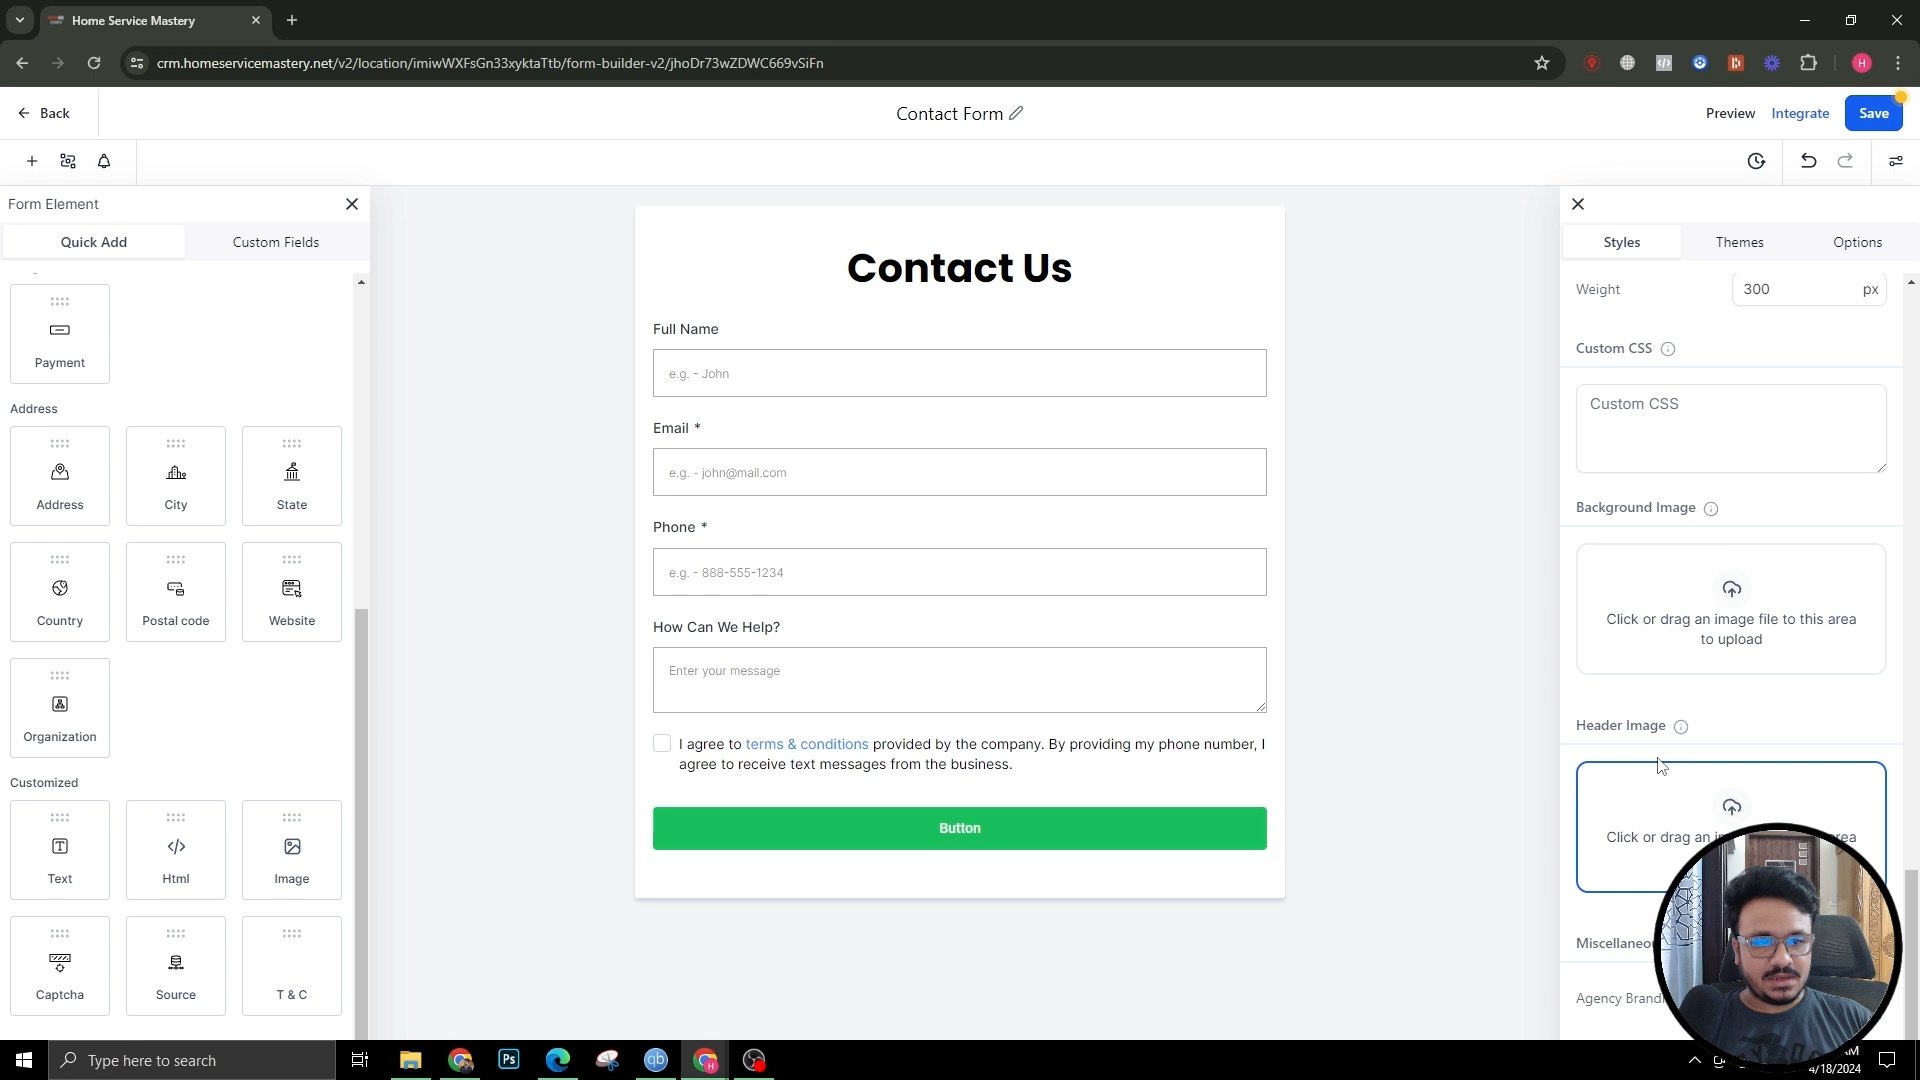 Home Service Mastery
crm.homeservicemastery.net/v2/location/imiwWXFsGn33xyktaTtb/form-builder-v2/jhoDr73wZDWC669vSiFn
H
Back
Contact Form
Preview
Integrate
Save
Form Element
Quick Add
Custom Fields
Payment
Address
Address
City
State
Country
Postal code
Website
Organization
Customized
Text
Html
Image
Captcha
Source
T & C
Contact Us
Full Name
e.g. - John
Email *
e.g. - john@mail.com
Phone *
e.g. - 888-555-1234
How Can We Help?
Enter your message
I agree to terms & conditions provided by the company. By providing my phone number, I
agree to receive text messages from the business.
Button
Styles
Themes
Options
Weight
300
px
Custom CSS
Custom CSS
Background Image
Click or drag an image file to this area
to upload
Header Image
Click or drag an
Agency
Type here to search
Ps
qb
4/18/2024